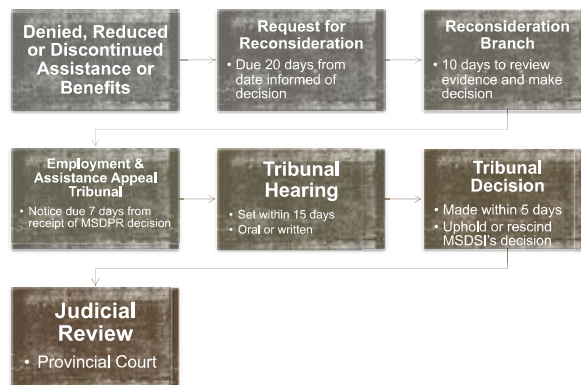 Denied, Reduced
or Discontinued
Assistance or
Benefits
Request for
Reconsideration
• Due 20 days from
date informed of
decision
Reconsideration
Branch
• 10 days to review
evidence and make
decision
Employment &
Assistance Appeal
Tribunal
• Notice due 7 days from
receipt of MSDPR decision
Tribunal
Hearing
• Set within 15 days
• Oral or written
Tribunal
Decision
• Made within 5 days
• Uphold or rescind
MSDSI's decision
Judicial
Review
• Provincial Court